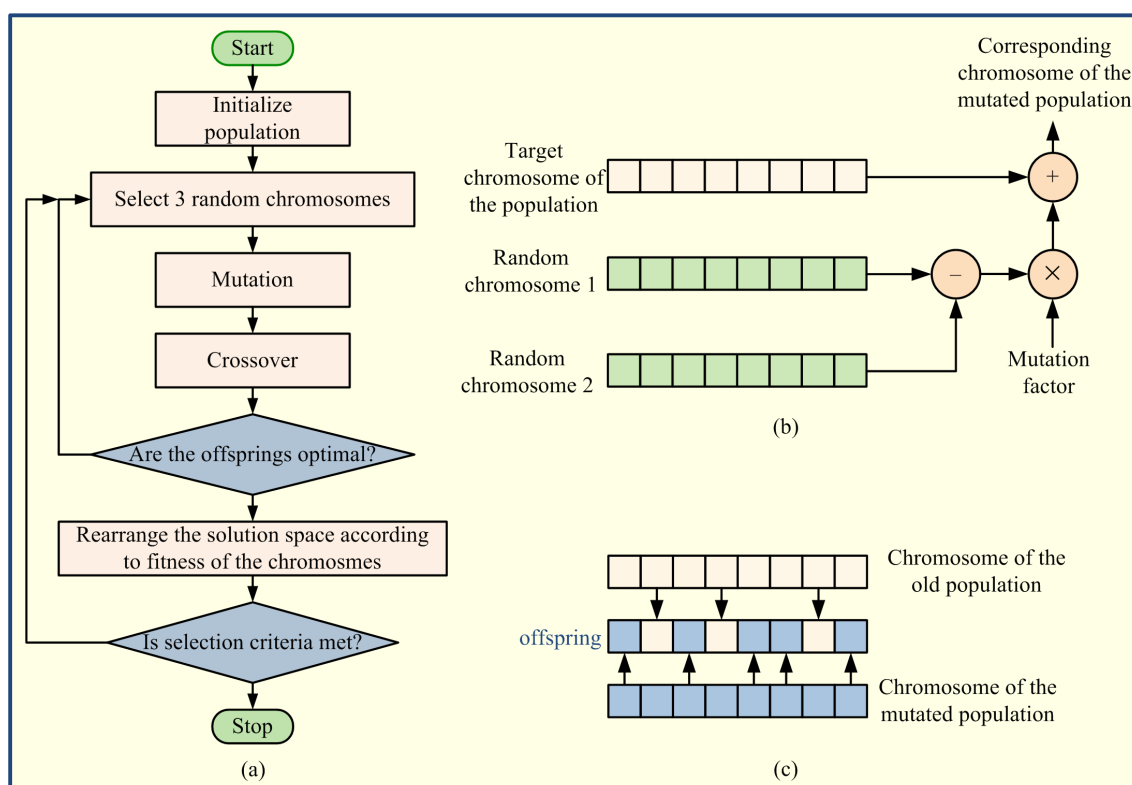 Start
Initialize
population
Select 3 random chromosomes
Mutation
Crossover
Are the offsprings optimal?
Rearrange the solution space according
to fitness of the chromosmes
Is selection criteria met?
Stop
(a)
Corresponding
chromosome of the
mutated population
Target
chromosome of
the population
+
Random
chromosome 1
−
×
Random
chromosome 2
Mutation
factor
(b)
Chromosome of the
old population
offspring
Chromosome of the
mutated population
(c)